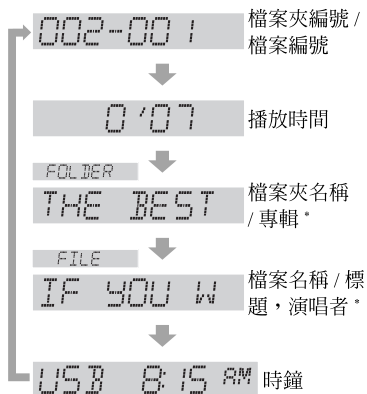 002-001
檔案夾編號 /
檔案編號
0'07
播放時間
FOLDER
THE BEST
檔案夾名稱
/ 專輯 *
FILE
IF YOU W
檔案名稱 / 標
題，演唱者 *
USB 8:15 AM
時鐘